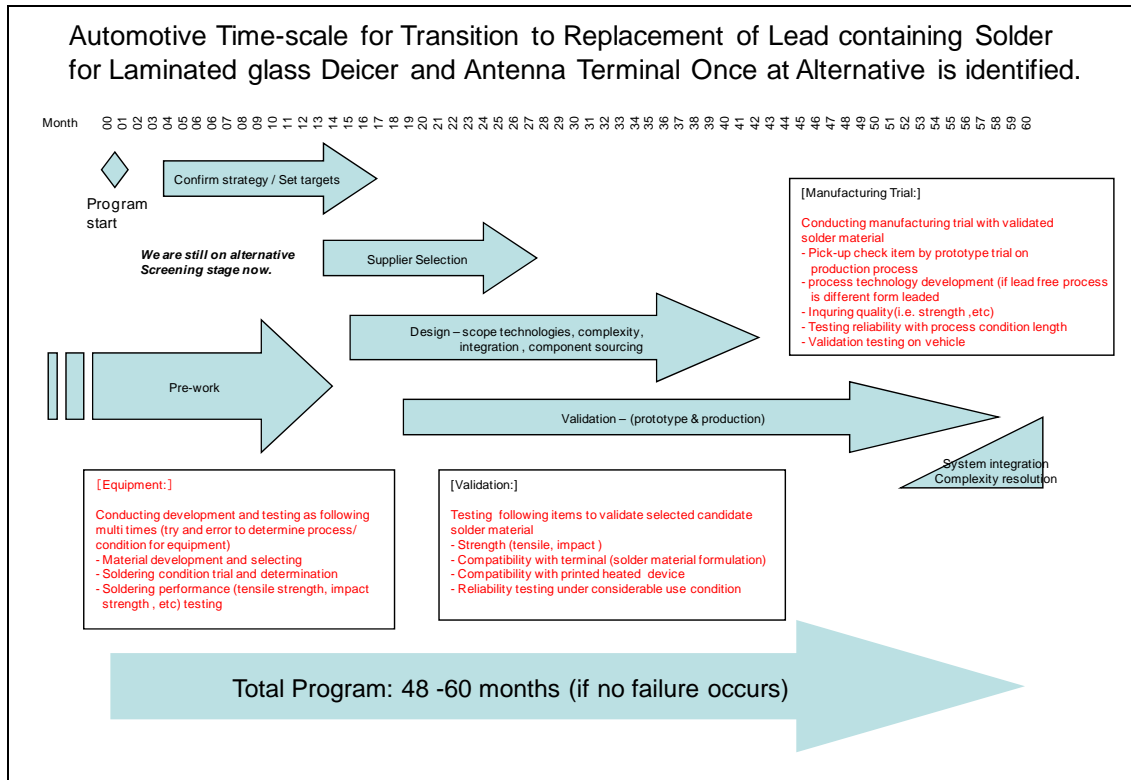 Automotive Time-scale for Transition to Replacement of Lead containing Solder
for Laminated glass Deicer and Antenna Terminal Once at Alternative is identified.
Month 00 01 02 03 04 05 06 06 07 08 09 10 11 12 13 14 15 16 17 18 19 20 21 22 23 24 25 26 27 28 29 30 31 32 33 34 35 36 37 38 39 40 41 42 43 44 45 46 47 48 49 50 51 52 53 54 55 56 57 58 59 60
Program
start
Confirm strategy / Set targets
We are still on alternative
Screening stage now.
Supplier Selection
[Manufacturing Trial:]
Conducting manufacturing trial with validated
solder material
- Pick-up check item by prototype trial on
production process
- process technology development (if lead free process
is different form leaded
- Inquring quality(i.e. strength ,etc)
- Testing reliability with process condition length
- Validation testing on vehicle
Design – scope technologies, complexity,
integration , component sourcing
Pre-work
Validation – (prototype & production)
System integration
Complexity resolution
[Equipment:]
Conducting development and testing as following
multi times (try and error to determine process/
condition for equipment)
- Material development and selecting
- Soldering condition trial and determination
- Soldering performance (tensile strength, impact
strength , etc) testing
[Validation:]
Testing following items to validate selected candidate
solder material
- Strength (tensile, impact )
- Compatibility with terminal (solder material formulation)
- Compatibility with printed heated device
- Reliability testing under considerable use condition
Total Program: 48 -60 months (if no failure occurs)